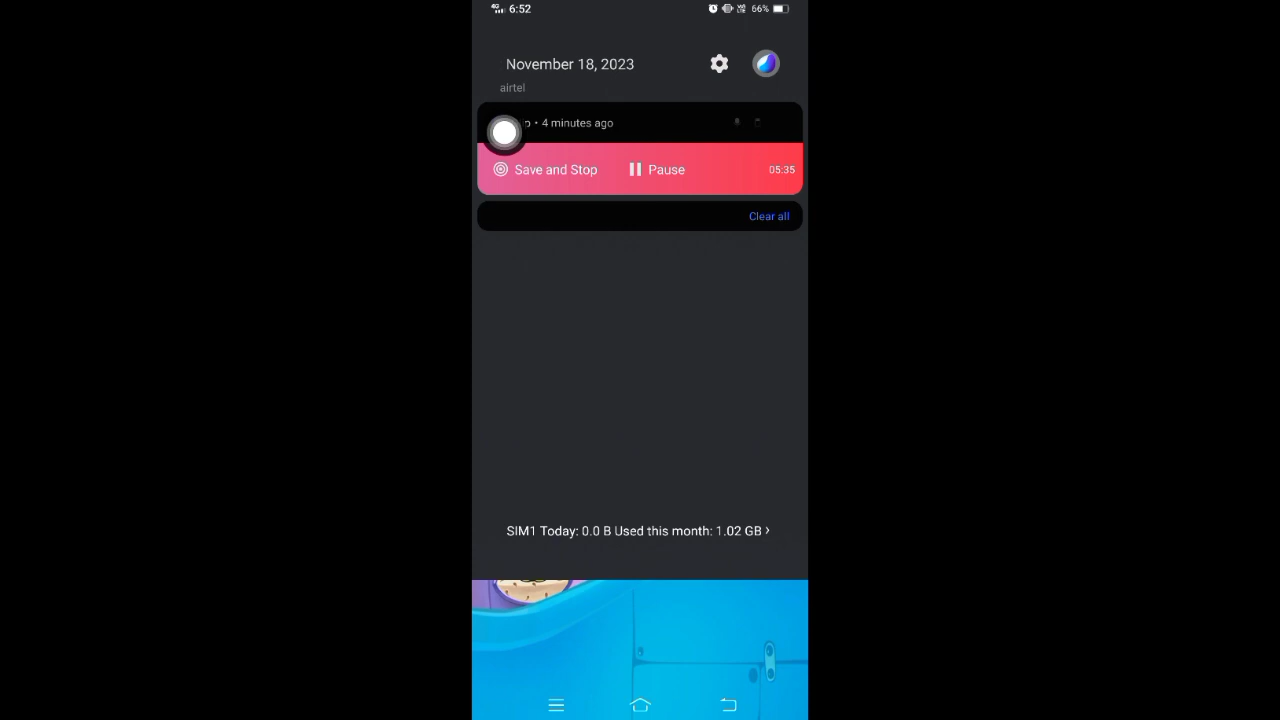 4G 6:52
66%
November 18, 2023
airtel
• 4 minutes ago
Save and Stop
Pause
05:35
Clear all
SIM1 Today: 0.0 B Used this month: 1.02 GB ›